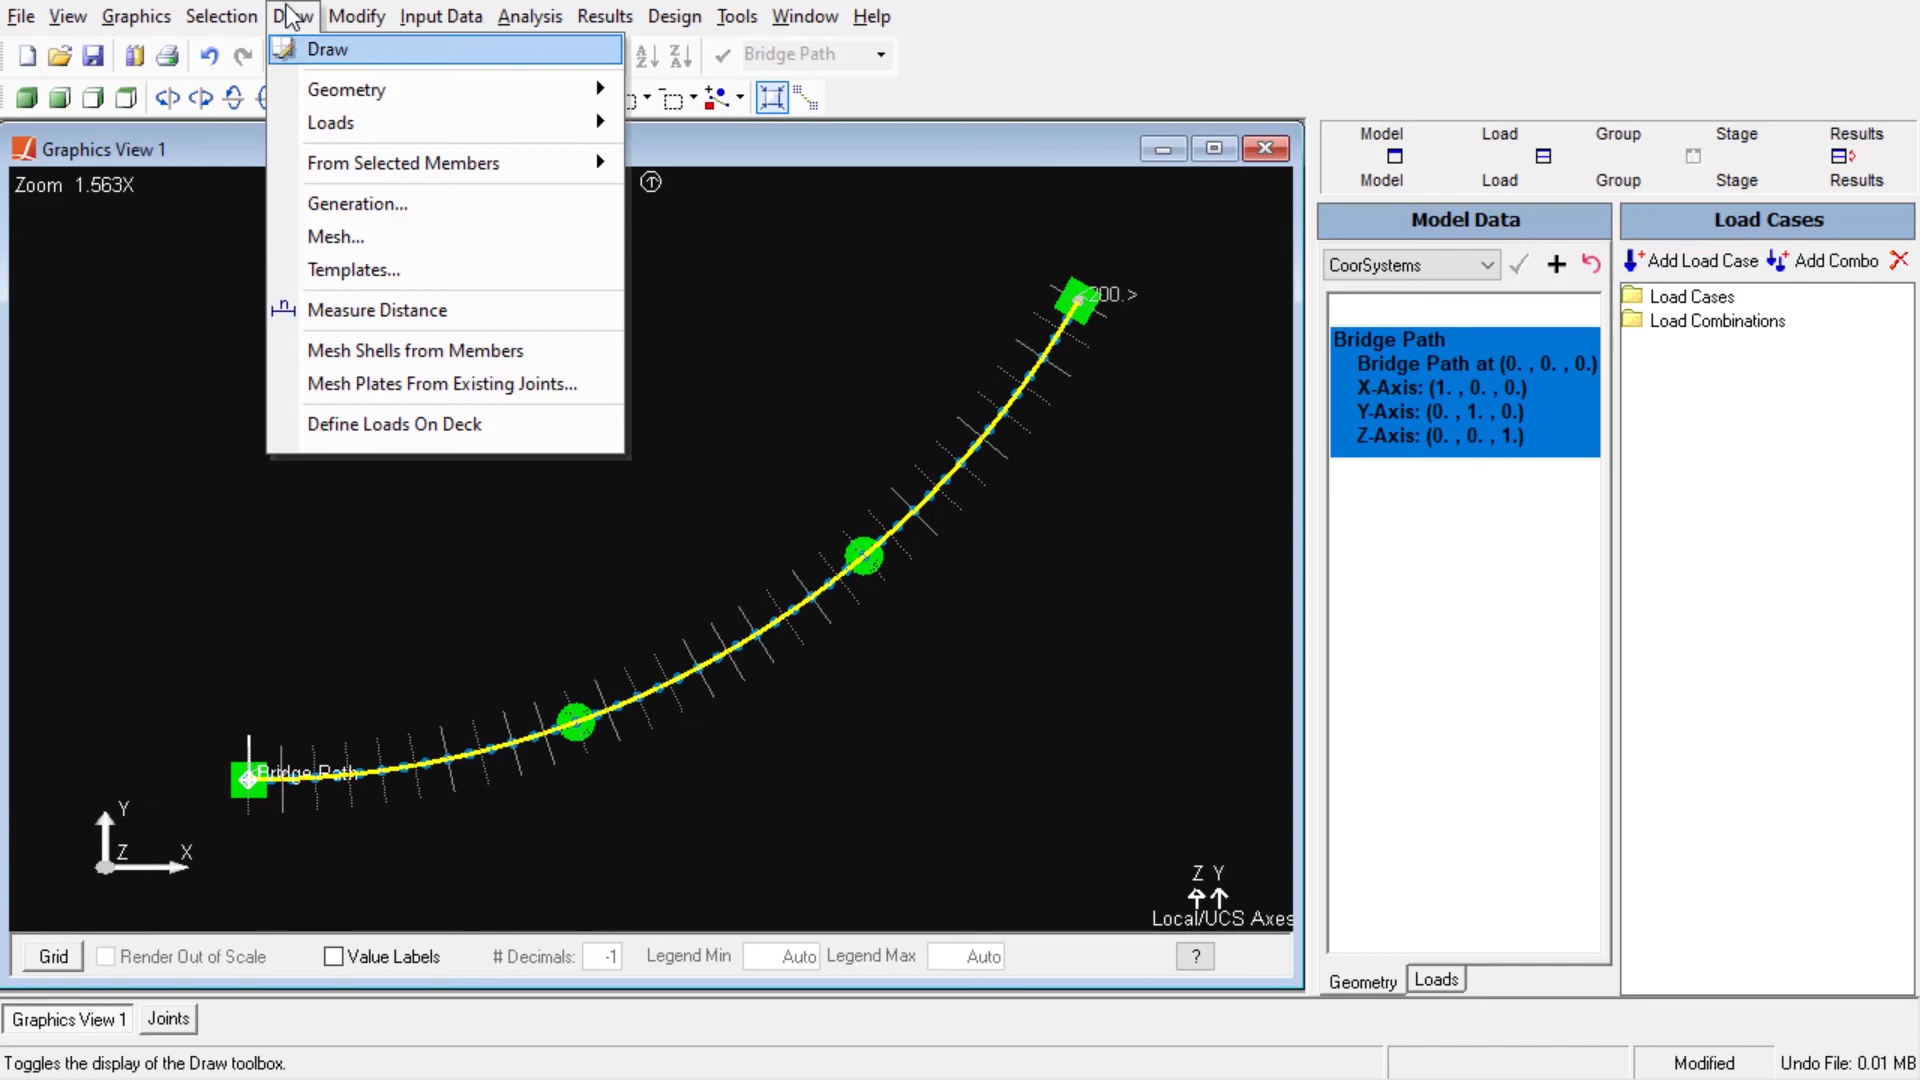 File View Graphics Selection Draw Modify Input Data Analysis Results Design Tools Window Help
Draw
Bridge Path
Geometry
Loads
From Selected Members
Generation...
Mesh...
Templates...
Measure Distance
Mesh Shells from Members
Mesh Plates From Existing Joints...
Define Loads On Deck
Graphics View 1
Zoom 1.563X
<200.>
Bridge Path
Y
Z X
Z Y
Local/UCS Axes
Grid Render Out of Scale Value Labels # Decimals: -1 Legend Min Auto Legend Max Auto ?
Model Load Group Stage Results
Model Load Group Stage Results
Model Data
CoorSystems
Bridge Path
Bridge Path at (0. , 0. , 0.)
X-Axis: (1. , 0. , 0.)
Y-Axis: (0. , 1. , 0.)
Z-Axis: (0. , 0. , 1.)
Geometry Loads
Load Cases
Add Load Case Add Combo
Load Cases
Load Combinations
Graphics View 1 Joints
Toggles the display of the Draw toolbox. Modified Undo File: 0.01 MB